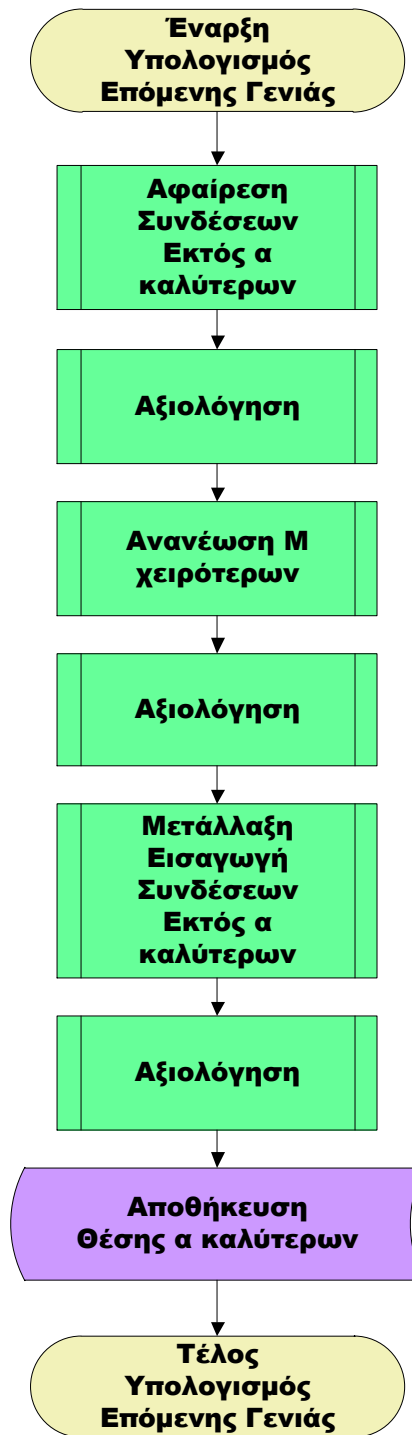 Έναρξη
Υπολογισμός
Επόμενης Γενιάς
Αφαίρεση
Συνδέσεων
Εκτός α
καλύτερων
Αξιολόγηση
Ανανέωση Μ
χειρότερων
Αξιολόγηση
Μετάλλαξη
Εισαγωγή
Συνδέσεων
Εκτός α
καλύτερων
Αξιολόγηση
Αποθήκευση
Θέσης α καλύτερων
Τέλος
Υπολογισμός
Επόμενης Γενιάς